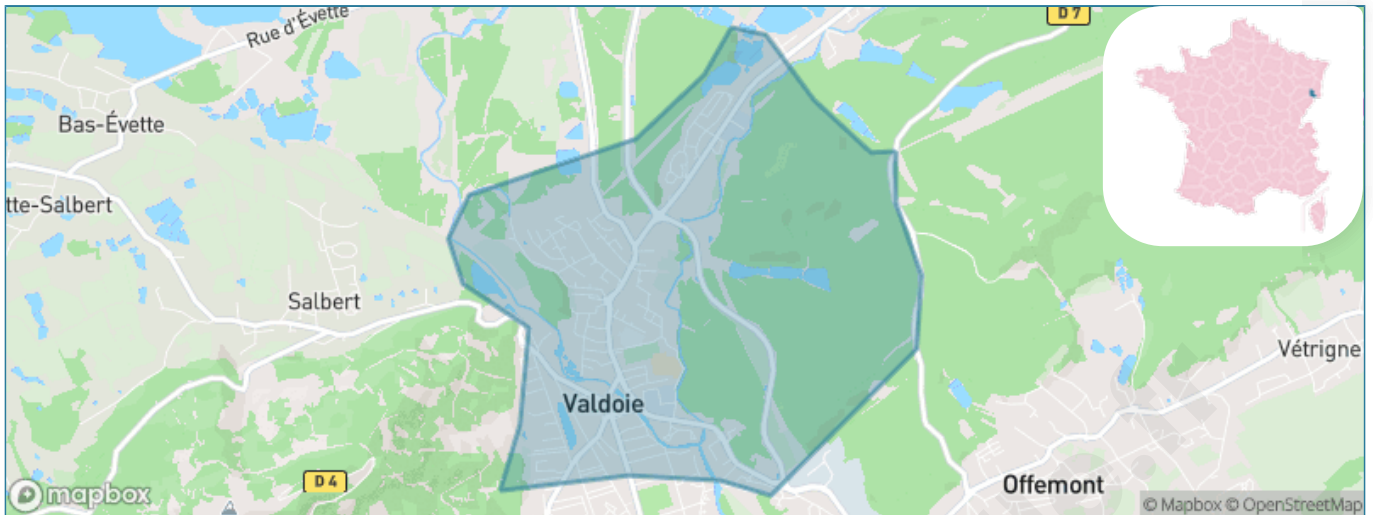 D 7
Rue d'Évette
Bas-Évette
tte-Salbert
Salbert
Vétrigne
Valdoie
D 4
Offemont
mapbox
© Mapbox © OpenStreetMap